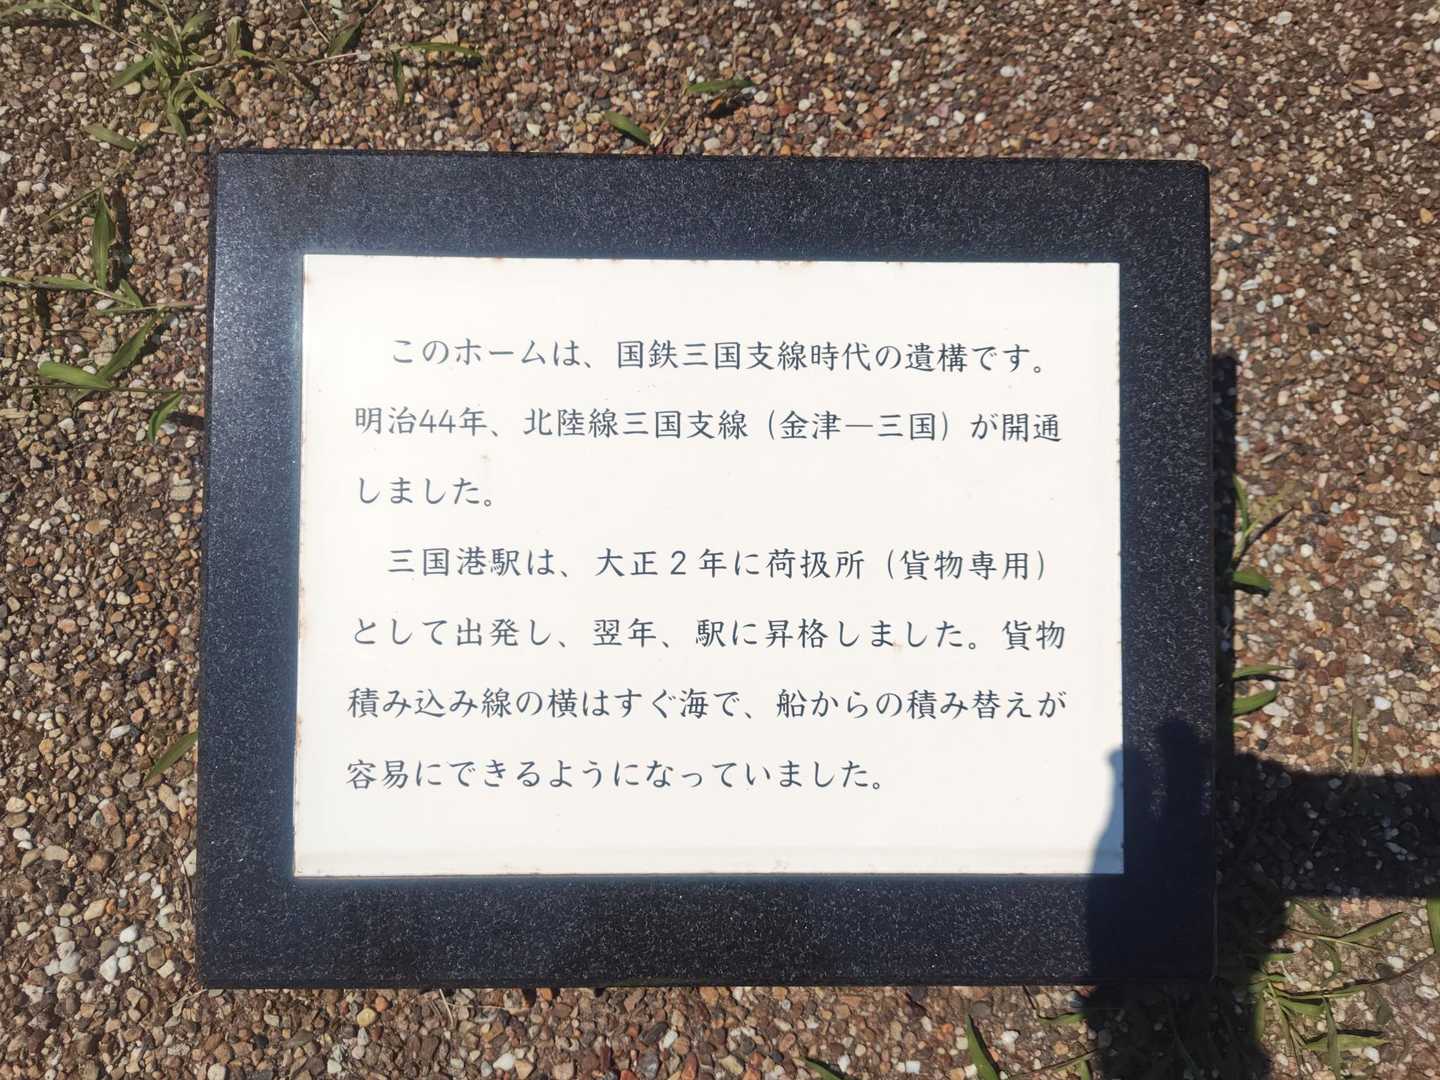 このホームは、国鉄三国支線時代の遺構です。
明治44年、北陸線三国支線（金津―三国）が開通
しました。
三国港駅は、大正２年に荷扱所（貨物専用）
として出発し、翌年、駅に昇格しました。貨物
積み込み線の横はすぐ海で、船からの積み替えが
容易にできるようになっていました。